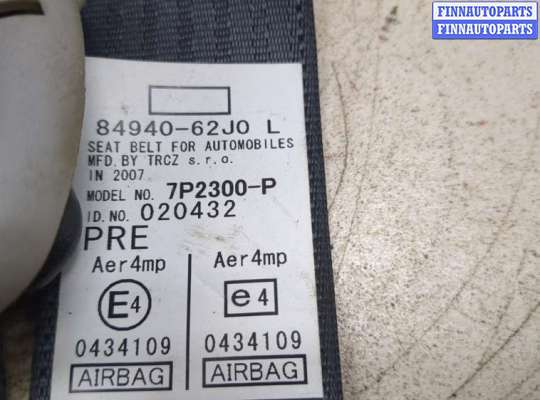 FINNAUTOPARTS
FINNAUTOPARTS
84940-62J0 L
SEAT BELT FOR AUTOMOBILES
MFD. BY TRCZ s.r.o.
IN 2007
MODEL NO. 7P2300-P
ID.NO. 020432
PRE
Aer4mp Aer4mp
E4 e4
0434109 0434109
AIRBAG AIRBAG